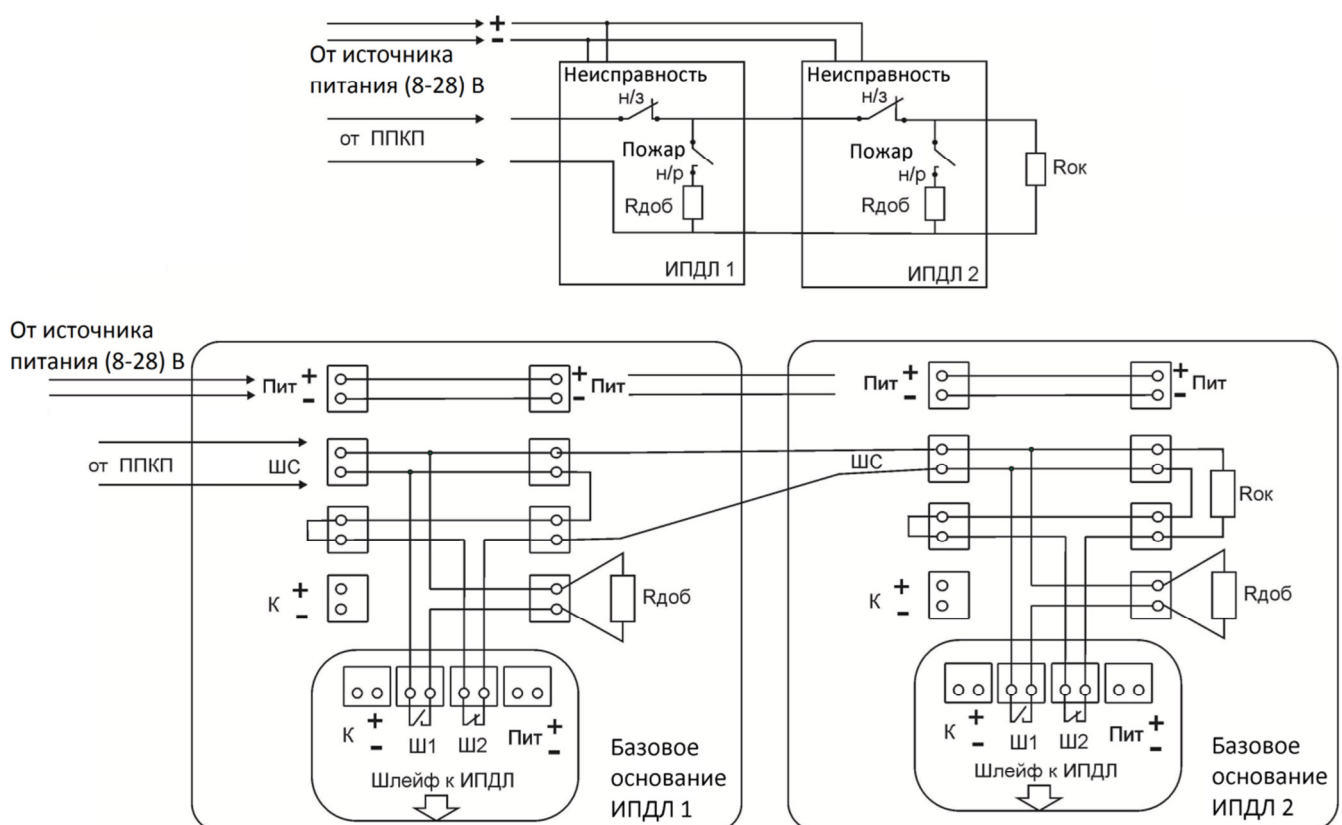 +
-
От источника
питания (8-28) В
Неисправность
н/з
Неисправность
н/з
от ППКП
Пожар
н/р
Rдоб
Пожар
н/р
Rдоб
Rок
ИПДЛ 1
ИПДЛ 2
От источника
питания (8-28) В
Пит + -
+ - Пит
Пит + -
+ - Пит
от ППКП
ШС
ШС
Rок
К + -
Rдоб
К + -
Rдоб
К + -
Ш1
Ш2
Пит + -
Шлейф к ИПДЛ
Базовое
основание
ИПДЛ 1
К + -
Ш1
Ш2
Пит + -
Шлейф к ИПДЛ
Базовое
основание
ИПДЛ 2